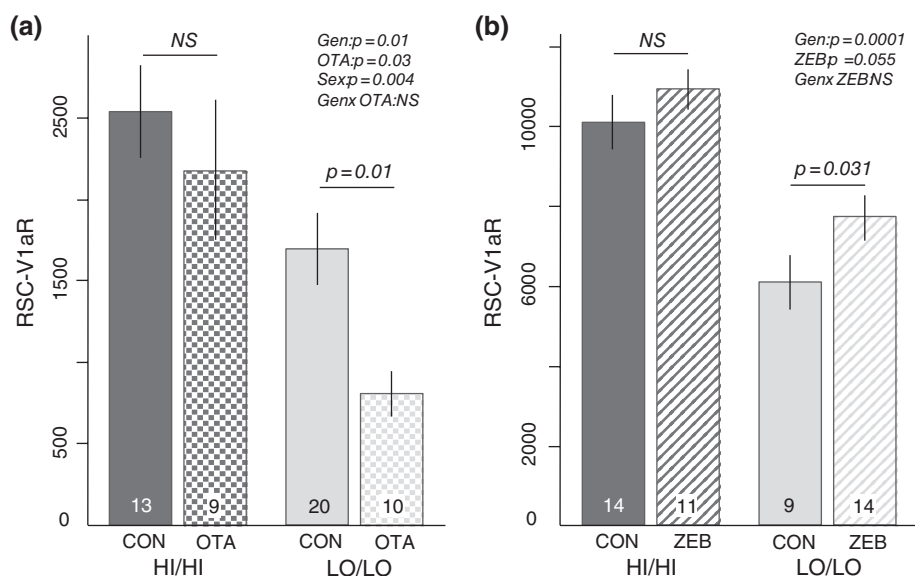 (a)
NS
Gen:p=0.01
OTA:p=0.03
Sex:p=0.004
Genx OTA:NS
p=0.01
RSC-V1aR
2500
1500
500
0
13
9
20
10
CON OTA CON OTA
HI/HI LO/LO
(b)
NS
Gen:p=0.0001
ZEB:p =0.055
Genx ZEB:NS
p=0.031
RSC-V1aR
10000
6000
2000
0
14
11
9
14
CON ZEB CON ZEB
HI/HI LO/LO